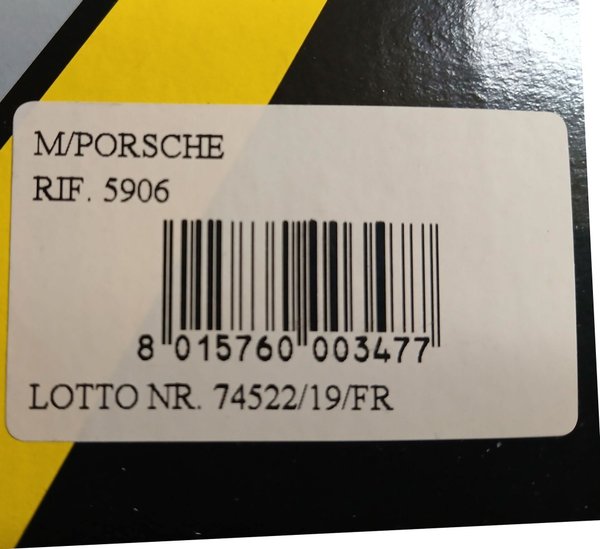 M/PORSCHE
RIF. 5906
8 015760 003477
LOTTO NR. 74522/19/FR